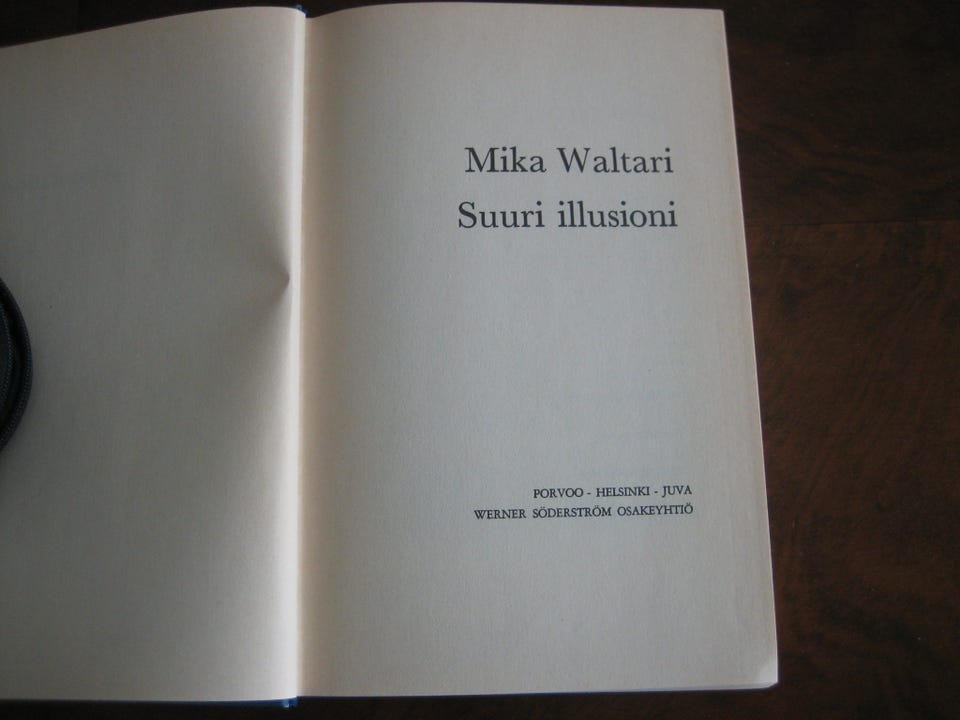 Mika Waltari
Suuri illusioni
PORVOO - HELSINKI - JUVA
WERNER SÖDERSTRÖM OSAKEYHTIÖ